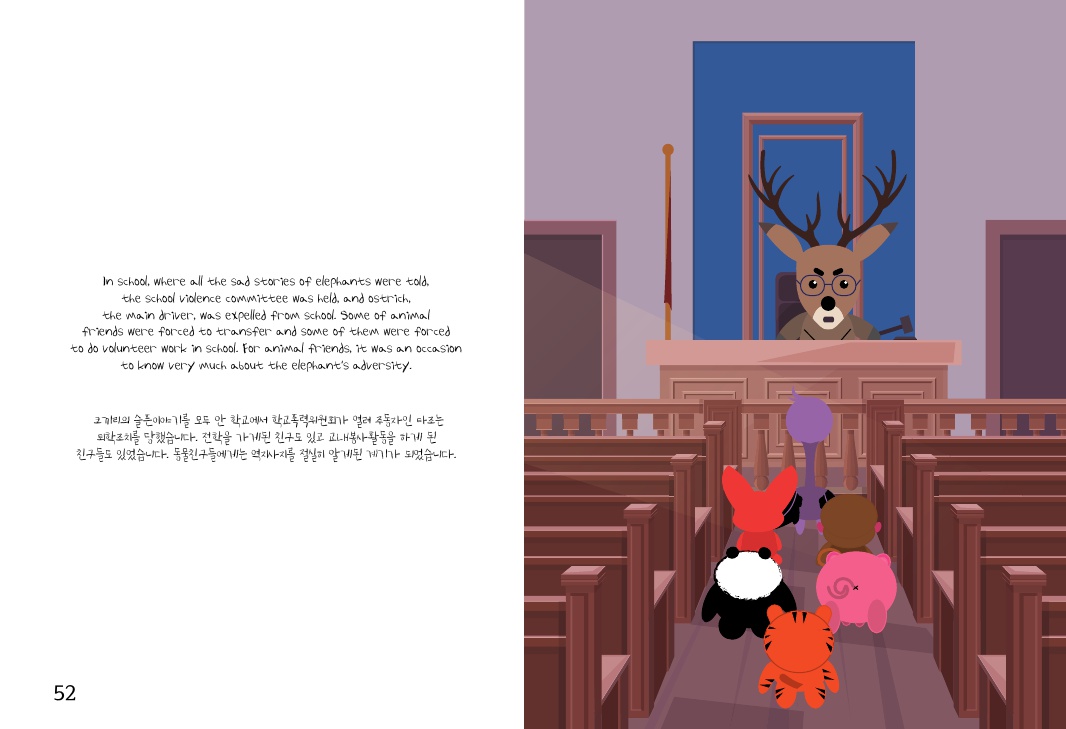 In school, where all the sad stories of elephants were told,
the school violence committee was held, and ostrich,
the main driver, was expelled from school. Some of animal
friends were forced to transfer and some of them were forced
to do volunteer work in school. For animal friends, it was an occasion
to know very much about the elephant's adversity.
코끼리의 슬픈이야기를 모두 안 학교에서 학교폭력위원회가 열려 주동자인 타조는
퇴학조치를 당했습니다. 전학을 가게된 친구도 있고 교내봉사활동을 하게 된
친구들도 있었습니다. 동물친구들에게는 역지사지를 절실히 알게된 계기가 되었습니다.
52